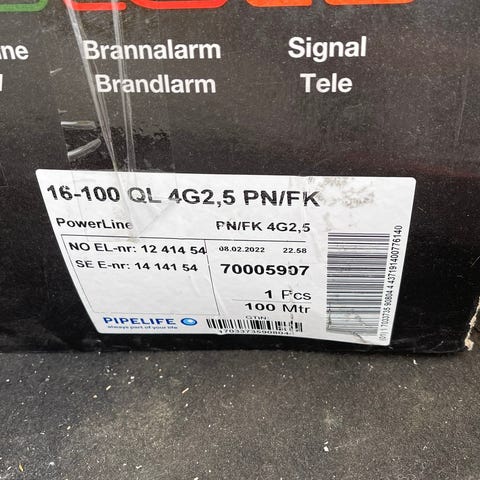 ne Brannalarm Signal
Brandlarm Tele
16-100 QL 4G2,5 PN/FK
PowerLine PN/FK 4G2,5
NO EL-nr: 12 414 54 08.02.2022 22.58
SE E-nr: 14 141 54 70005907
1 Pcs
100 Mtr
GTIN:
PIPELIFE
always part of your life